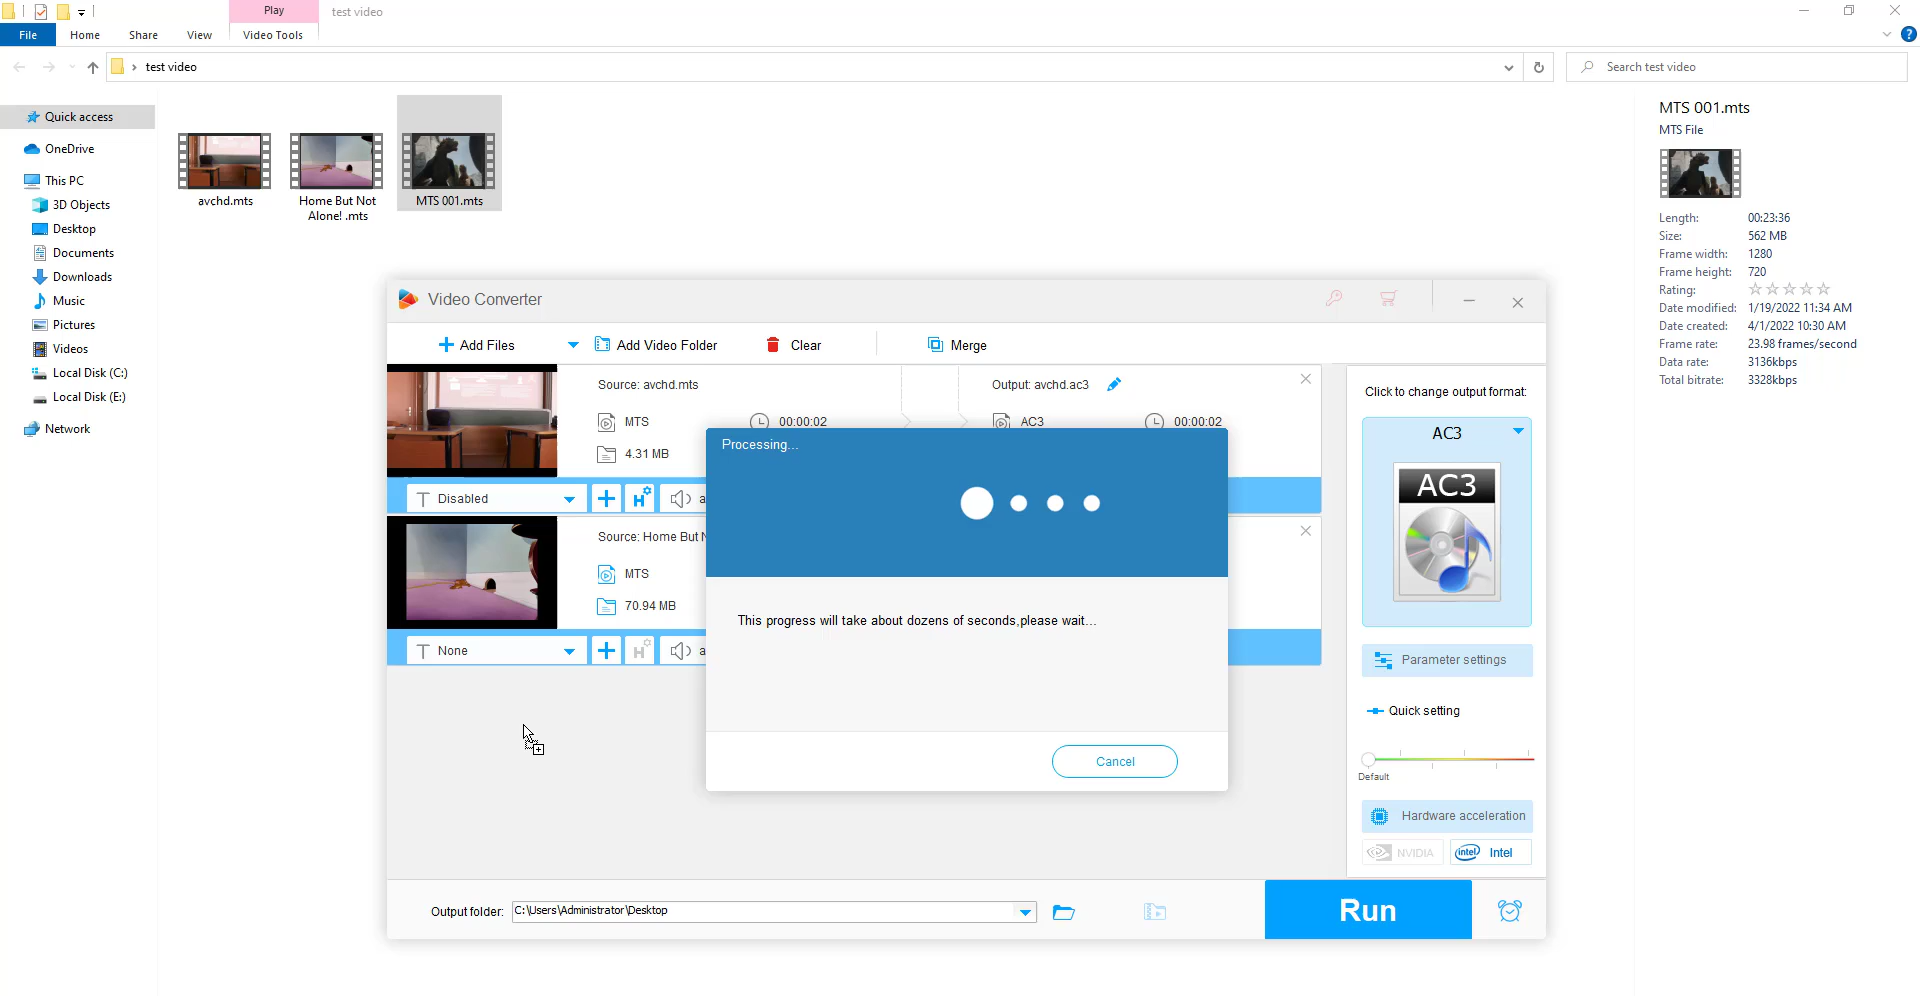 Play
test video
File
Home
Share
View
Video Tools
test video
Search test video
Quick access
OneDrive
This PC
3D Objects
Desktop
Documents
Downloads
Music
Pictures
Videos
Local Disk (C:)
Local Disk (E:)
Network
avchd.mts
Home But Not
Alone! .mts
MTS 001.mts
MTS 001.mts
MTS File
Length: 00:23:36
Size: 562 MB
Frame width: 1280
Frame height: 720
Rating:
Date modified: 1/19/2022 11:34 AM
Date created: 4/1/2022 10:30 AM
Frame rate: 23.98 frames/second
Data rate: 3136kbps
Total bitrate: 3328kbps
Video Converter
Add Files
Add Video Folder
Clear
Merge
Source: avchd.mts
Output: avchd.ac3
MTS
00:00:02
AC3
00:00:02
4.31 MB
T Disabled
H
a
Source: Home But N
MTS
70.94 MB
T None
H
a
Processing...
This progress will take about dozens of seconds,please wait...
Cancel
Click to change output format:
AC3
AC3
Parameter settings
Quick setting
Default
Hardware acceleration
NVIDIA
intel Intel
Output folder: C:\Users\Administrator\Desktop
Run